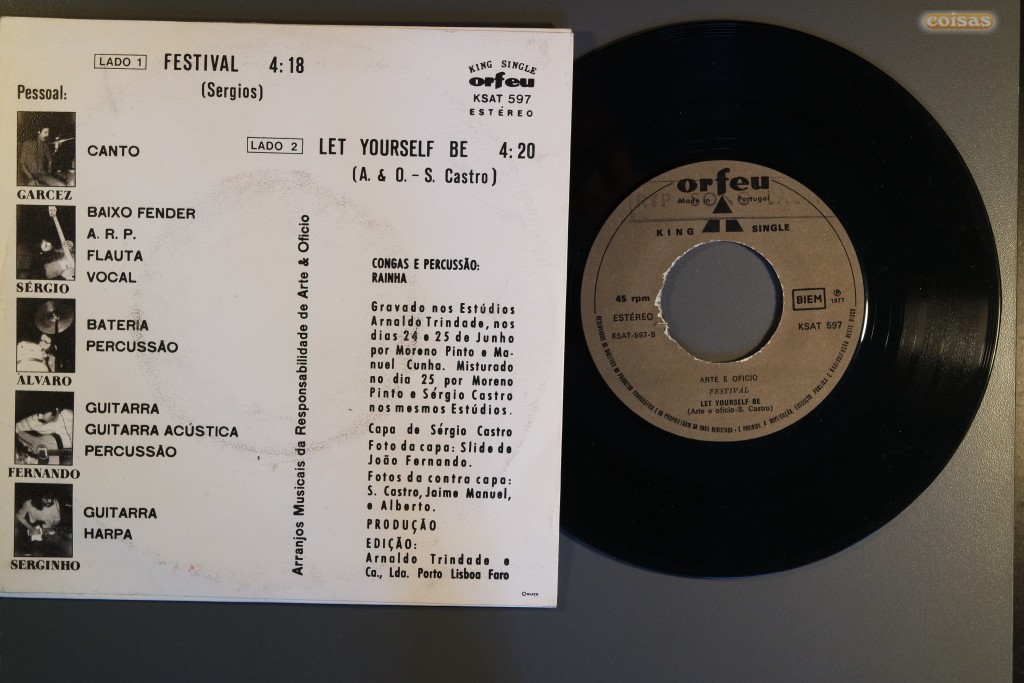 coisas
LADO 1 FESTIVAL 4:18
(Sergios)
KING SINGLE
orfeu
KSAT 597
ESTÉREO
LADO 2 LET YOURSELF BE 4:20
(A. & O. - S. Castro)
Pessoal:
CANTO
GARCEZ
BAIXO FENDER
A. R. P.
FLAUTA
VOCAL
SÉRGIO
BATERIA
PERCUSSÃO
ALVARO
GUITARRA
GUITARRA ACÚSTICA
PERCUSSÃO
FERNANDO
GUITARRA
HARPA
SERGINHO
Arranjos Musicais da Responsabilidade de Arte & Oficio
CONGAS E PERCUSSÃO:
RAINHA
Gravado nos Estúdios
Arnaldo Trindade, nos
dias 24 e 25 de Junho
por Moreno Pinto e Ma-
nuel Cunha. Misturado
no dia 25 por Moreno
Pinto e Sérgio Castro
nos mesmos Estúdios.
Capa de Sérgio Castro
Foto da capa: Slide de
João Fernando.
Fotos da contra capa:
S. Castro, Jaime Manuel,
e Alberto.
PRODUÇÃO
EDIÇÃO:
Arnaldo Trindade e
Ca., Lda. Porto Lisboa Faro
orfeu
Made in Portugal
KING SINGLE
45 rpm
ESTÉREO
KSAT-597-B
BIEM
℗
1977
KSAT 597
ARTE E OFICIO
FESTIVAL
LET YOURSELF BE
(Arte e ofício-S. Castro)